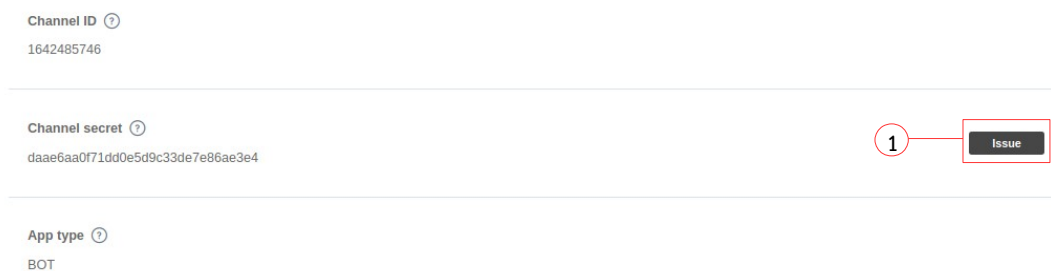 Channel ID ?
1642485746
Channel secret ?
daae6aa0f71dd0e5d9c33de7e86ae3e4
1
Issue
App type ?
BOT